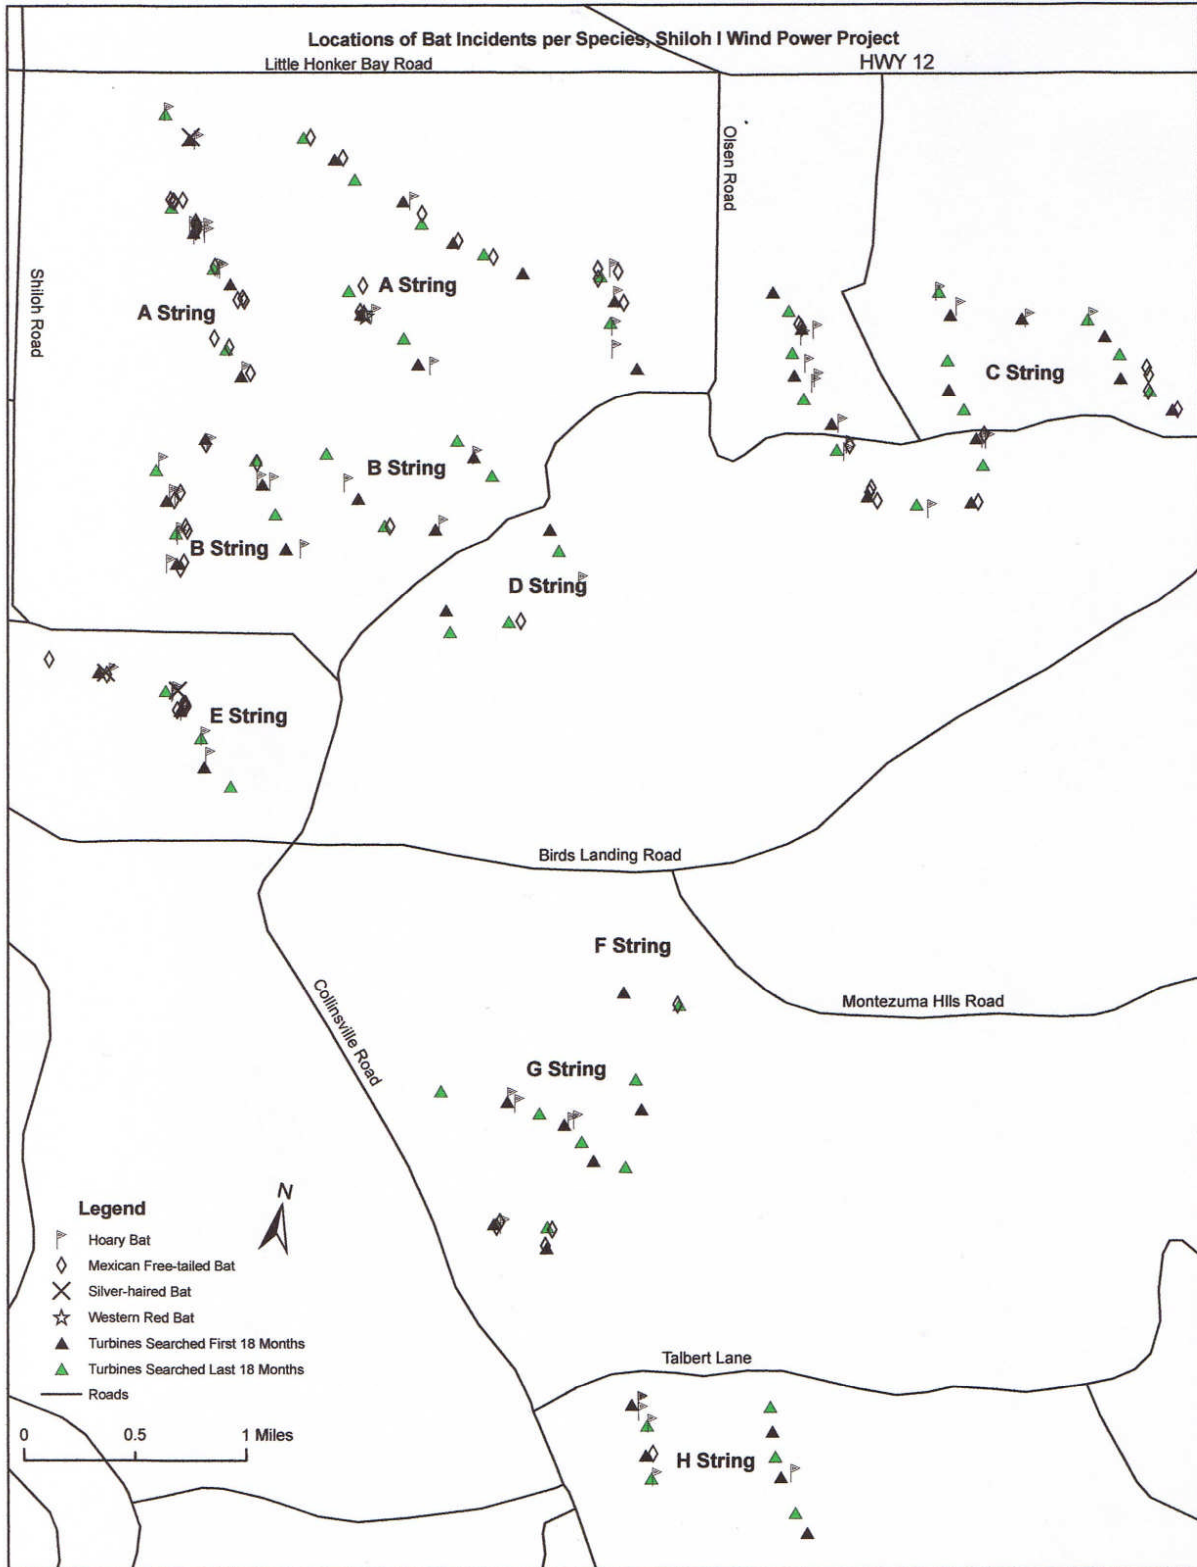 Locations of Bat Incidents per Species, Shiloh I Wind Power Project
Little Honker Bay Road
HWY 12
Olsen Road
Shiloh Road
A String
A String
C String
B String
B String
D String
E String
Birds Landing Road
F String
Collinsville Road
Montezuma Hlls Road
G String
N
Legend
Hoary Bat
Mexican Free-tailed Bat
Silver-haired Bat
Western Red Bat
Turbines Searched First 18 Months
Turbines Searched Last 18 Months
Roads
0 0.5 1 Miles
Talbert Lane
H String